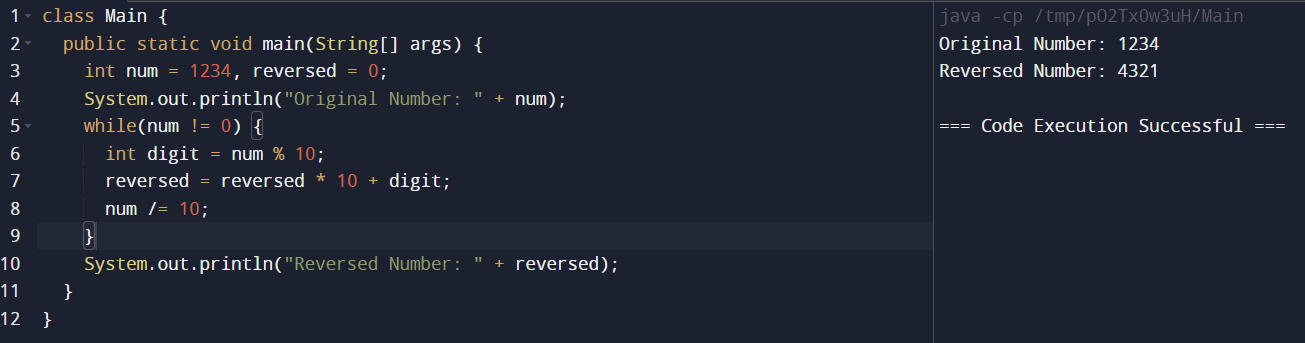 1 class Main {
2 public static void main(String[] args) {
3 int num = 1234, reversed = 0;
4 System.out.println("Original Number: " + num);
5 while(num != 0) {
6 int digit = num % 10;
7 reversed = reversed * 10 + digit;
8 num /= 10;
9 }
10 System.out.println("Reversed Number: " + reversed);
11 }
12 }
java -cp /tmp/pO2Tx0w3uH/Main
Original Number: 1234
Reversed Number: 4321
=== Code Execution Successful ===